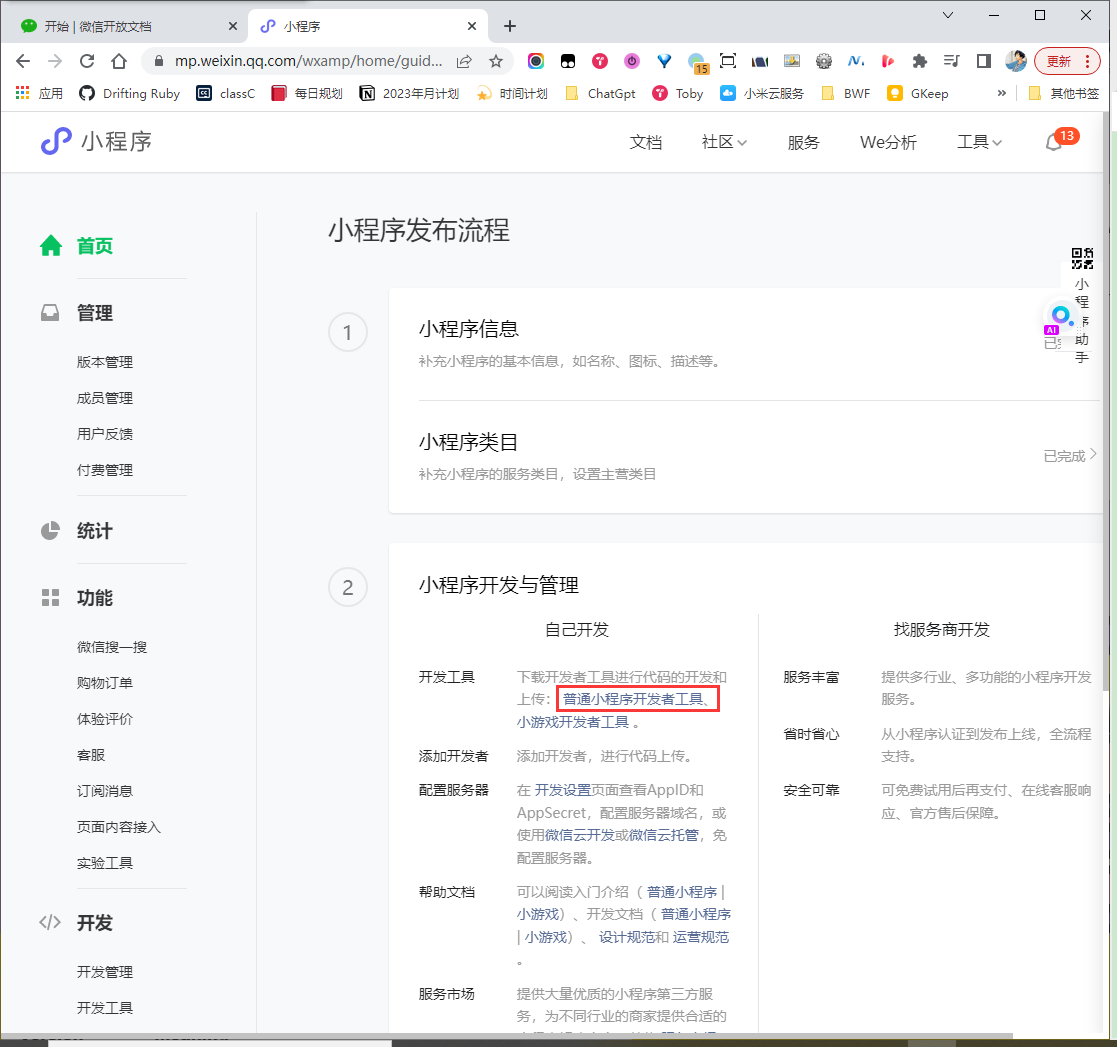 开始 | 微信开放文档
小程序
mp.weixin.qq.com/wxamp/home/guid...
15
更新
应用
Drifting Ruby
classC
每日规划
2023年月计划
时间计划
ChatGpt
Toby
小米云服务
BWF
GKeep
»
其他书签
小程序
文档
社区
服务
We分析
工具
13
首页
管理
版本管理
成员管理
用户反馈
付费管理
统计
功能
微信搜一搜
购物订单
体验评价
客服
订阅消息
页面内容接入
实验工具
开发
开发管理
开发工具
小程序发布流程
1
小程序信息
补充小程序的基本信息，如名称、图标、描述等。
小程序类目
补充小程序的服务类目，设置主营类目
已完成
小程序助手
AI
2
小程序开发与管理
自己开发
开发工具
下载开发者工具进行代码的开发和
上传：普通小程序开发者工具、
小游戏开发者工具 。
添加开发者
添加开发者，进行代码上传。
配置服务器
在 开发设置页面查看AppID和
AppSecret，配置服务器域名，或
使用微信云开发或微信云托管，免
配置服务器。
帮助文档
可以阅读入门介绍（ 普通小程序 |
小游戏）、开发文档（ 普通小程序
| 小游戏）、 设计规范和 运营规范
。
服务市场
提供大量优质的小程序第三方服
务，为不同行业的商家提供合适的
找服务商开发
服务丰富
提供多行业、多功能的小程序开发
服务。
省时省心
从小程序认证到发布上线，全流程
支持。
安全可靠
可免费试用后再支付、在线客服响
应、官方售后保障。